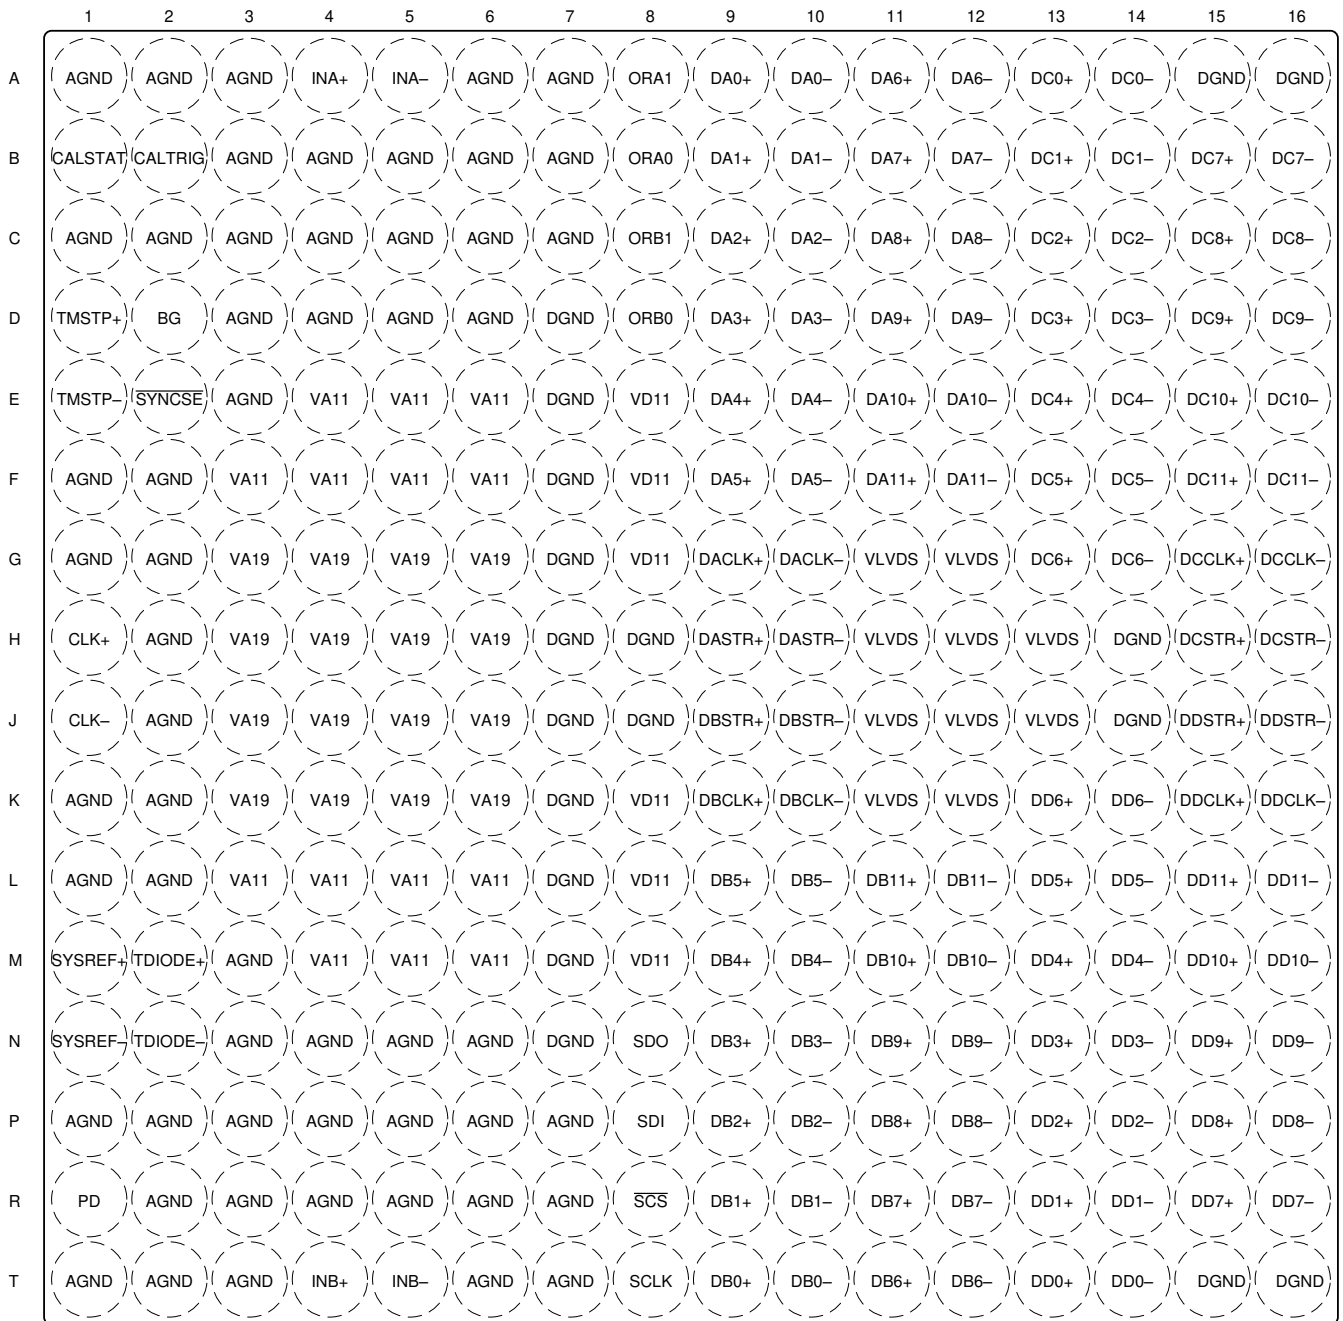 1 2 3 4 5 6 7 8 9 10 11 12 13 14 15 16
A AGND AGND AGND INA+ INA– AGND AGND ORA1 DA0+ DA0– DA6+ DA6– DC0+ DC0– DGND DGND
B CALSTAT CALTRIG AGND AGND AGND AGND AGND ORA0 DA1+ DA1– DA7+ DA7– DC1+ DC1– DC7+ DC7–
C AGND AGND AGND AGND AGND AGND AGND ORB1 DA2+ DA2– DA8+ DA8– DC2+ DC2– DC8+ DC8–
D TMSTP+ BG AGND AGND AGND AGND DGND ORB0 DA3+ DA3– DA9+ DA9– DC3+ DC3– DC9+ DC9–
E TMSTP– SYNCSE AGND VA11 VA11 VA11 DGND VD11 DA4+ DA4– DA10+ DA10– DC4+ DC4– DC10+ DC10–
F AGND AGND VA11 VA11 VA11 VA11 DGND VD11 DA5+ DA5– DA11+ DA11– DC5+ DC5– DC11+ DC11–
G AGND AGND VA19 VA19 VA19 VA19 DGND VD11 DACLK+ DACLK– VLVDS VLVDS DC6+ DC6– DCCLK+ DCCLK–
H CLK+ AGND VA19 VA19 VA19 VA19 DGND DGND DASTR+ DASTR– VLVDS VLVDS VLVDS DGND DCSTR+ DCSTR–
J CLK– AGND VA19 VA19 VA19 VA19 DGND DGND DBSTR+ DBSTR– VLVDS VLVDS VLVDS DGND DDSTR+ DDSTR–
K AGND AGND VA19 VA19 VA19 VA19 DGND VD11 DBCLK+ DBCLK– VLVDS VLVDS DD6+ DD6– DDCLK+ DDCLK–
L AGND AGND VA11 VA11 VA11 VA11 DGND VD11 DB5+ DB5– DB11+ DB11– DD5+ DD5– DD11+ DD11–
M SYSREF+ TDIODE+ AGND VA11 VA11 VA11 DGND VD11 DB4+ DB4– DB10+ DB10– DD4+ DD4– DD10+ DD10–
N SYSREF– TDIODE– AGND AGND AGND AGND DGND SDO DB3+ DB3– DB9+ DB9– DD3+ DD3– DD9+ DD9–
P AGND AGND AGND AGND AGND AGND AGND SDI DB2+ DB2– DB8+ DB8– DD2+ DD2– DD8+ DD8–
R PD AGND AGND AGND AGND AGND AGND SCS DB1+ DB1– DB7+ DB7– DD1+ DD1– DD7+ DD7–
T AGND AGND AGND INB+ INB– AGND AGND SCLK DB0+ DB0– DB6+ DB6– DD0+ DD0– DGND DGND